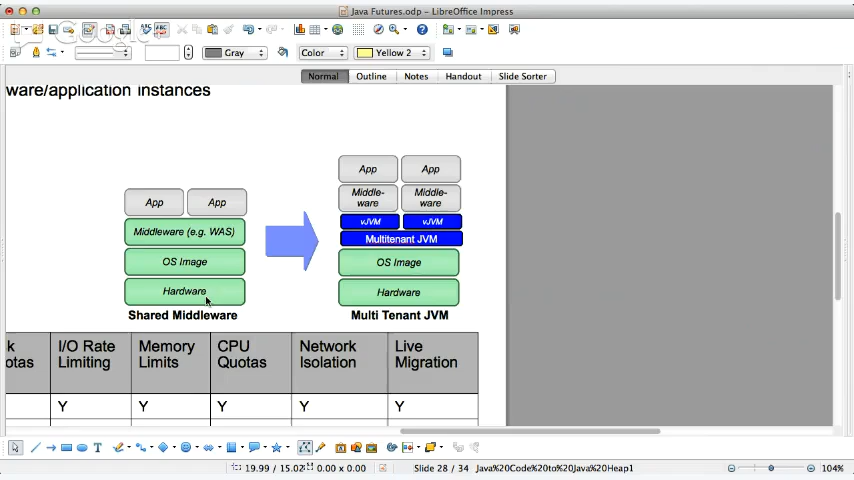 Java Futures.odp - LibreOffice Impress
Gray
Color
Yellow 2
Normal Outline Notes Handout Slide Sorter
ware/application instances
App App
Middleware (e.g. WAS)
OS Image
Hardware
Shared Middleware
App App
Middle-
ware
Middle-
ware
vJVM vJVM
Multitenant JVM
OS Image
Hardware
Multi Tenant JVM
k
otas
I/O Rate
Limiting
Memory
Limits
CPU
Quotas
Network
Isolation
Live
Migration
Y Y Y Y Y
19.99 / 15.02 0.00 x 0.00 Slide 28 / 34 Java%20Code%20to%20Java%20Heap1 104%